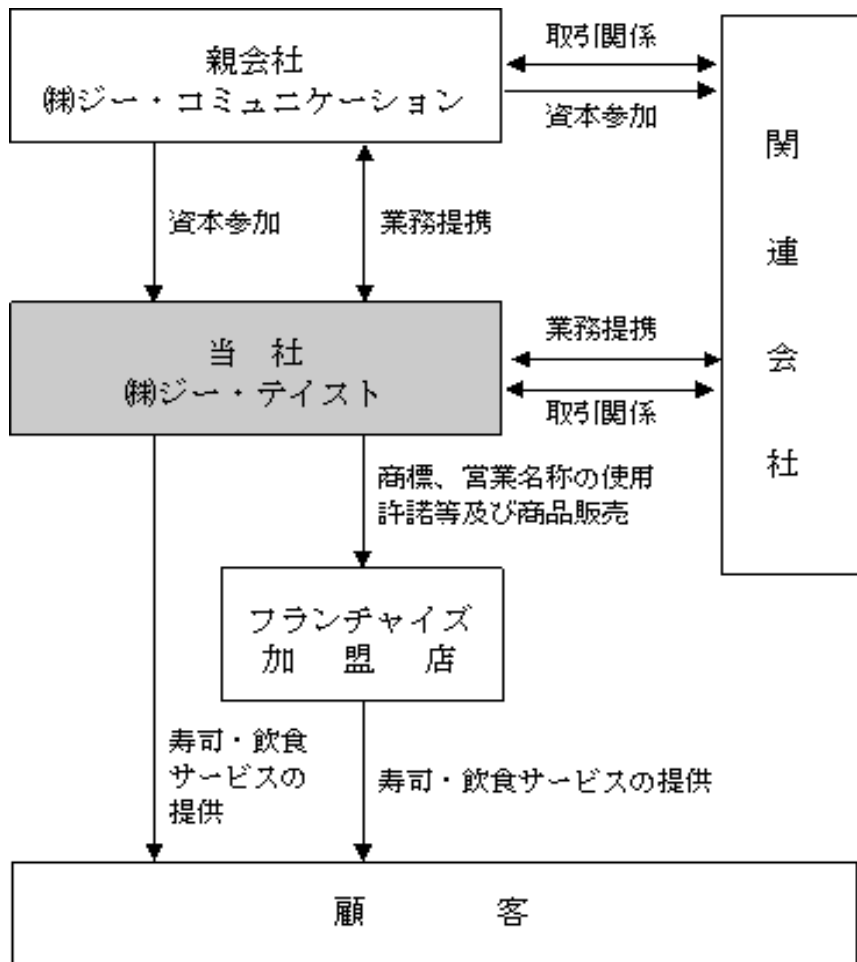 親会社
㈱ジー・コミュニケーション
取引関係
資本参加
関連会社
資本参加
業務提携
当　社
㈱ジー・テイスト
業務提携
取引関係
商標、営業名称の使用
許諾等及び商品販売
フランチャイズ
加　盟　店
寿司・飲食
サービスの
提供
寿司・飲食サービスの提供
顧　　　客